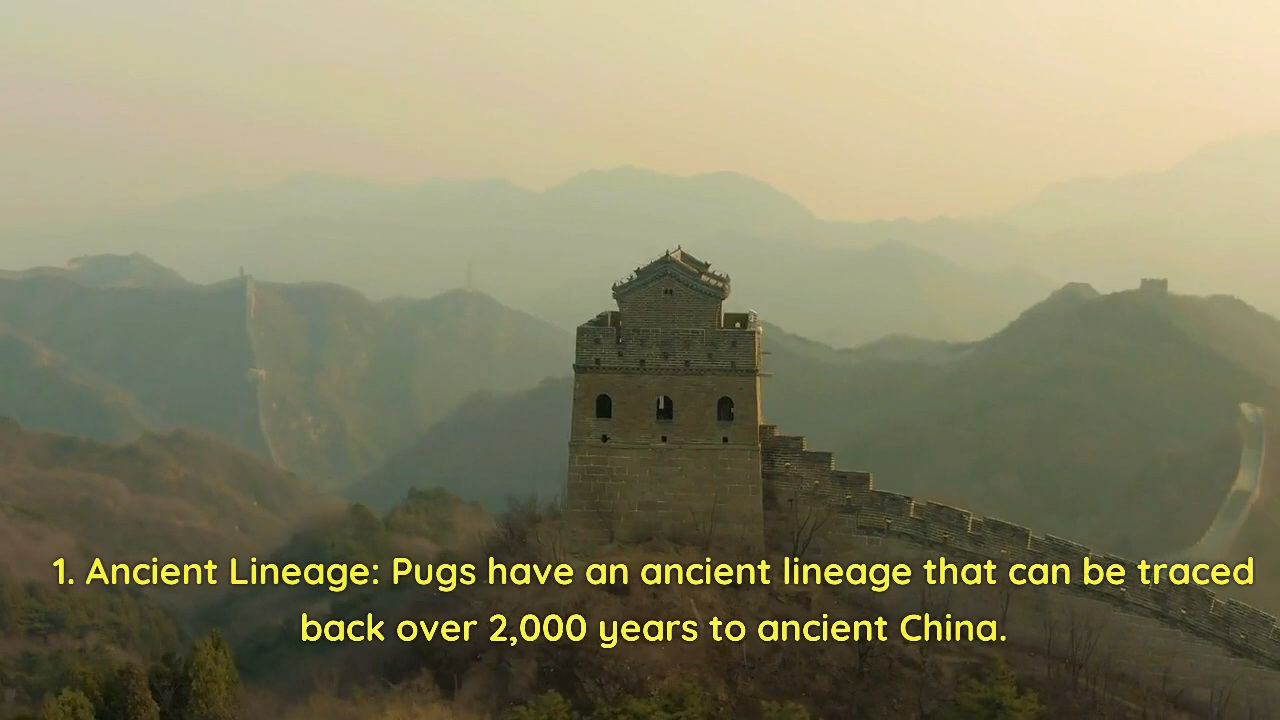 1. Ancient Lineage: Pugs have an ancient lineage that can be traced
back over 2,000 years to ancient China.